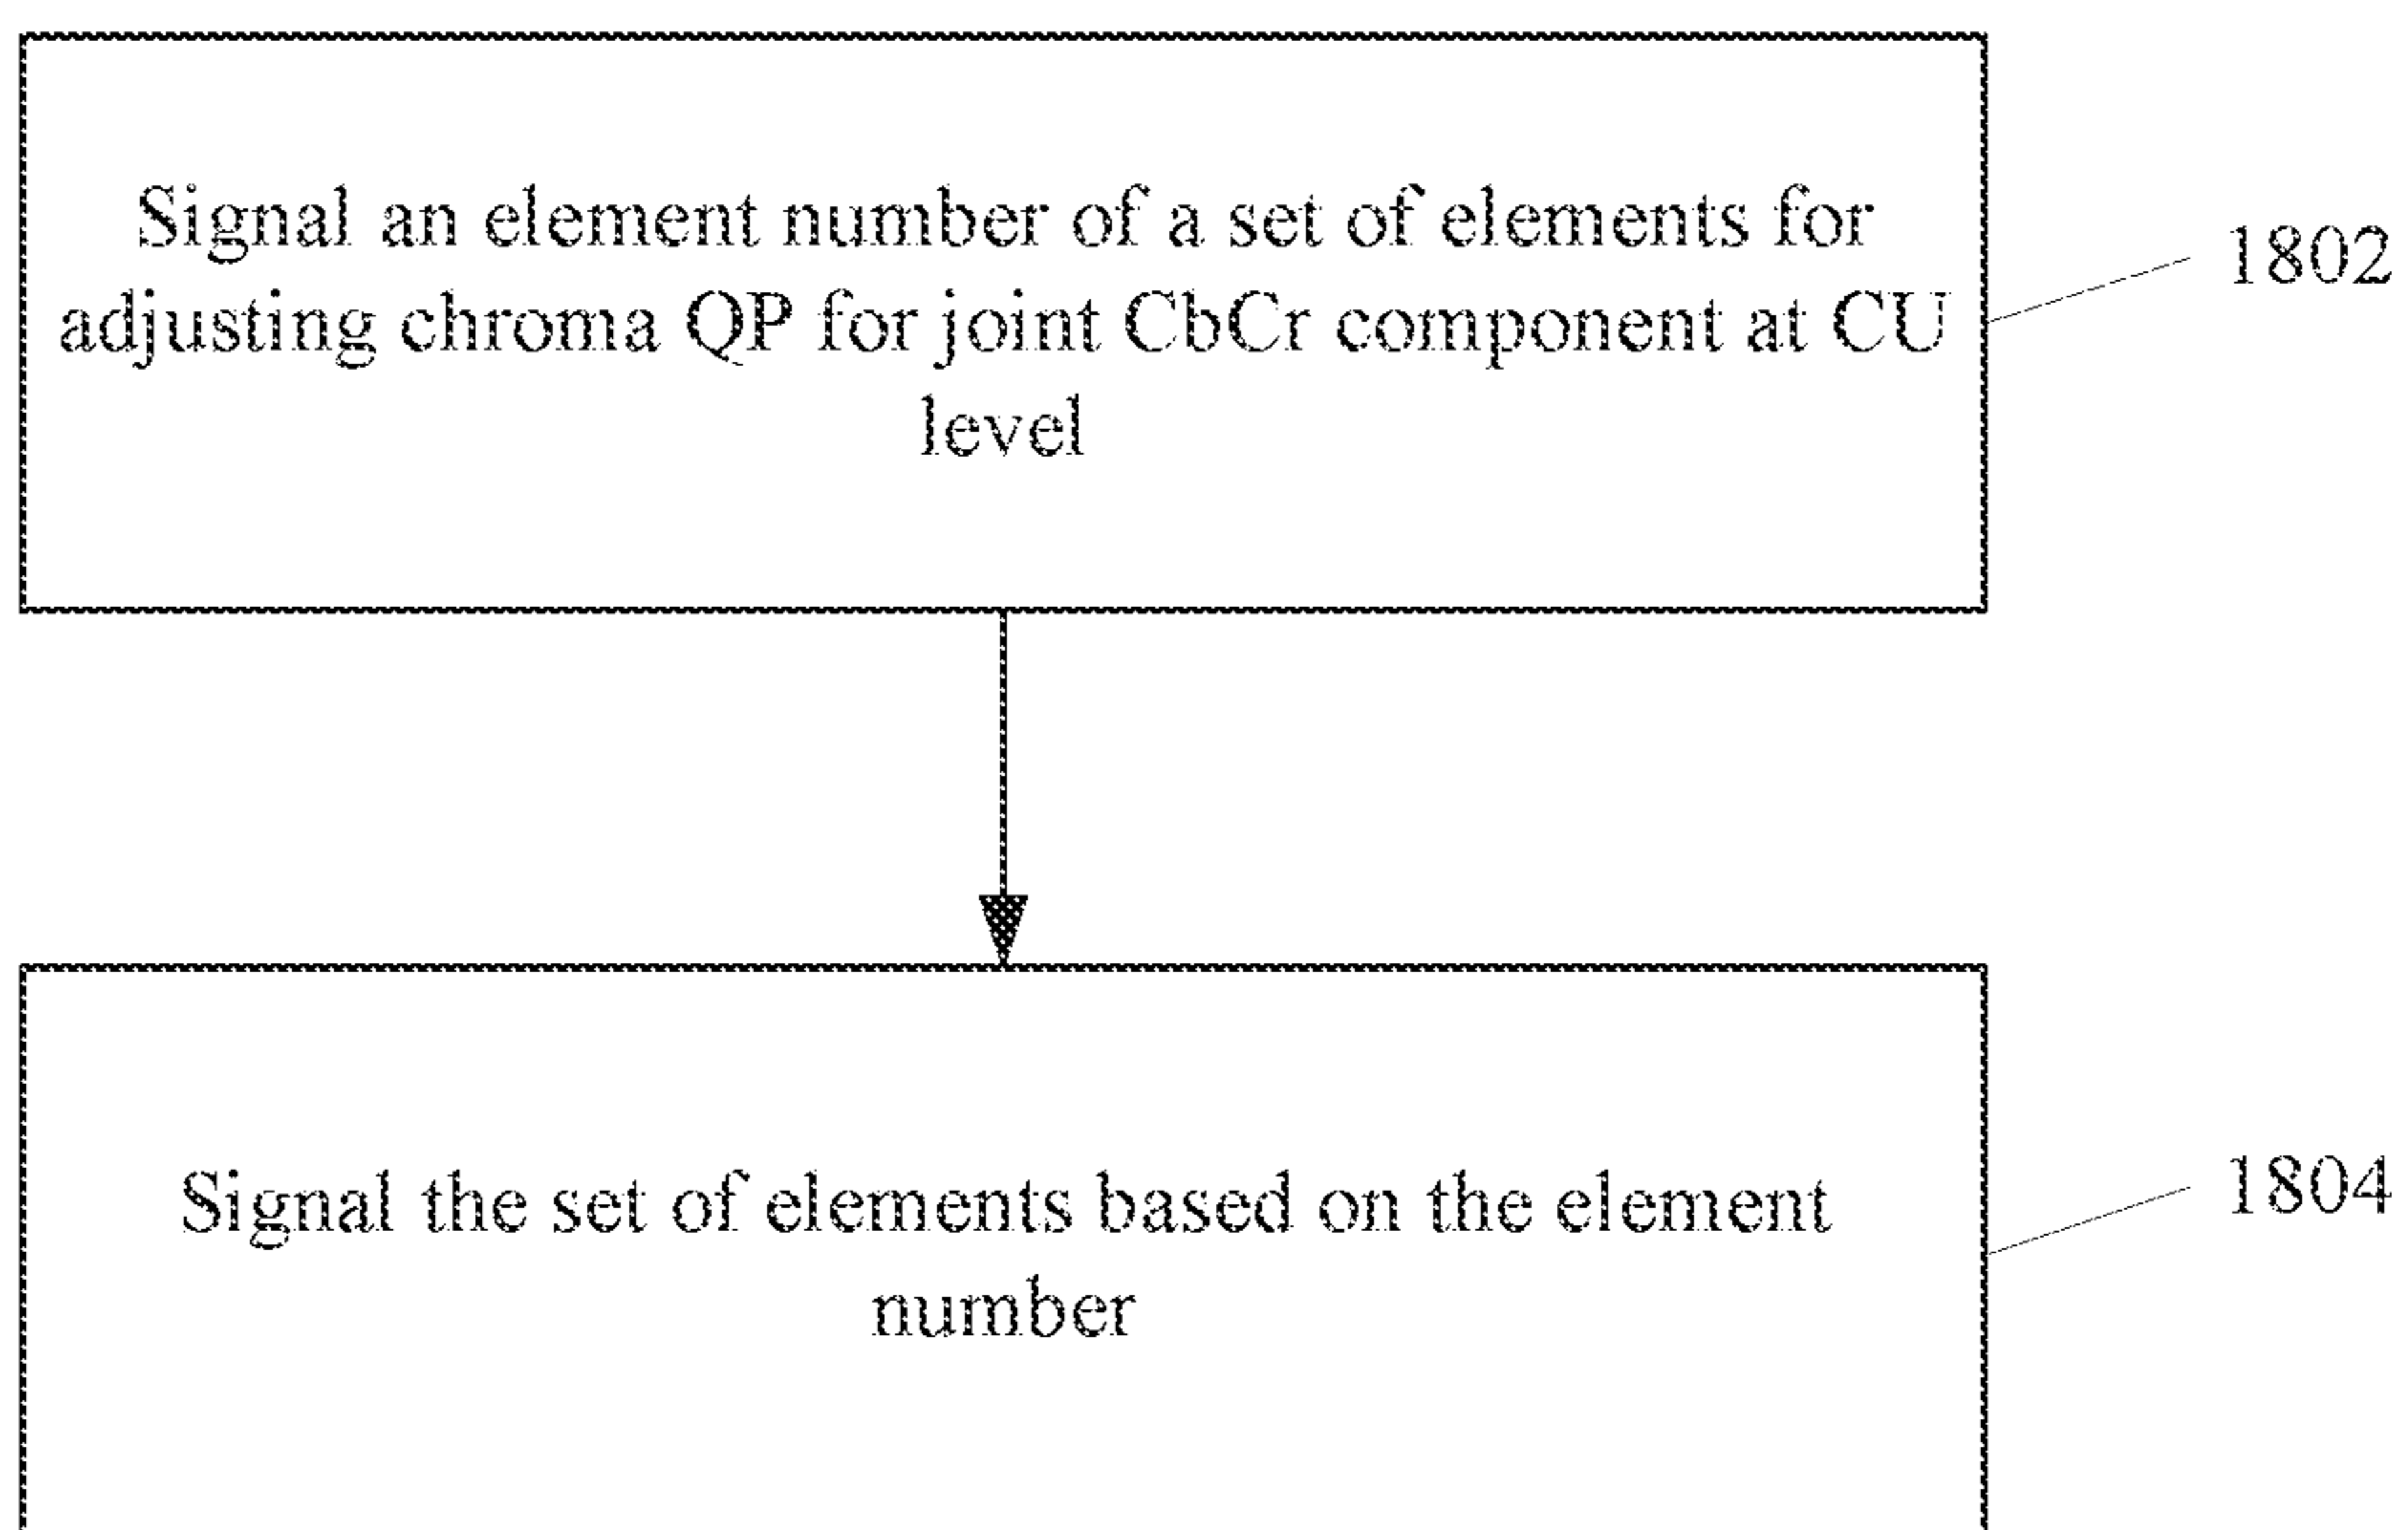 Signal an element number of a set of elements for
adjusting chroma QP for joint CbCr component at CU
level
1802
Signal the set of elements based on the element
number
1804